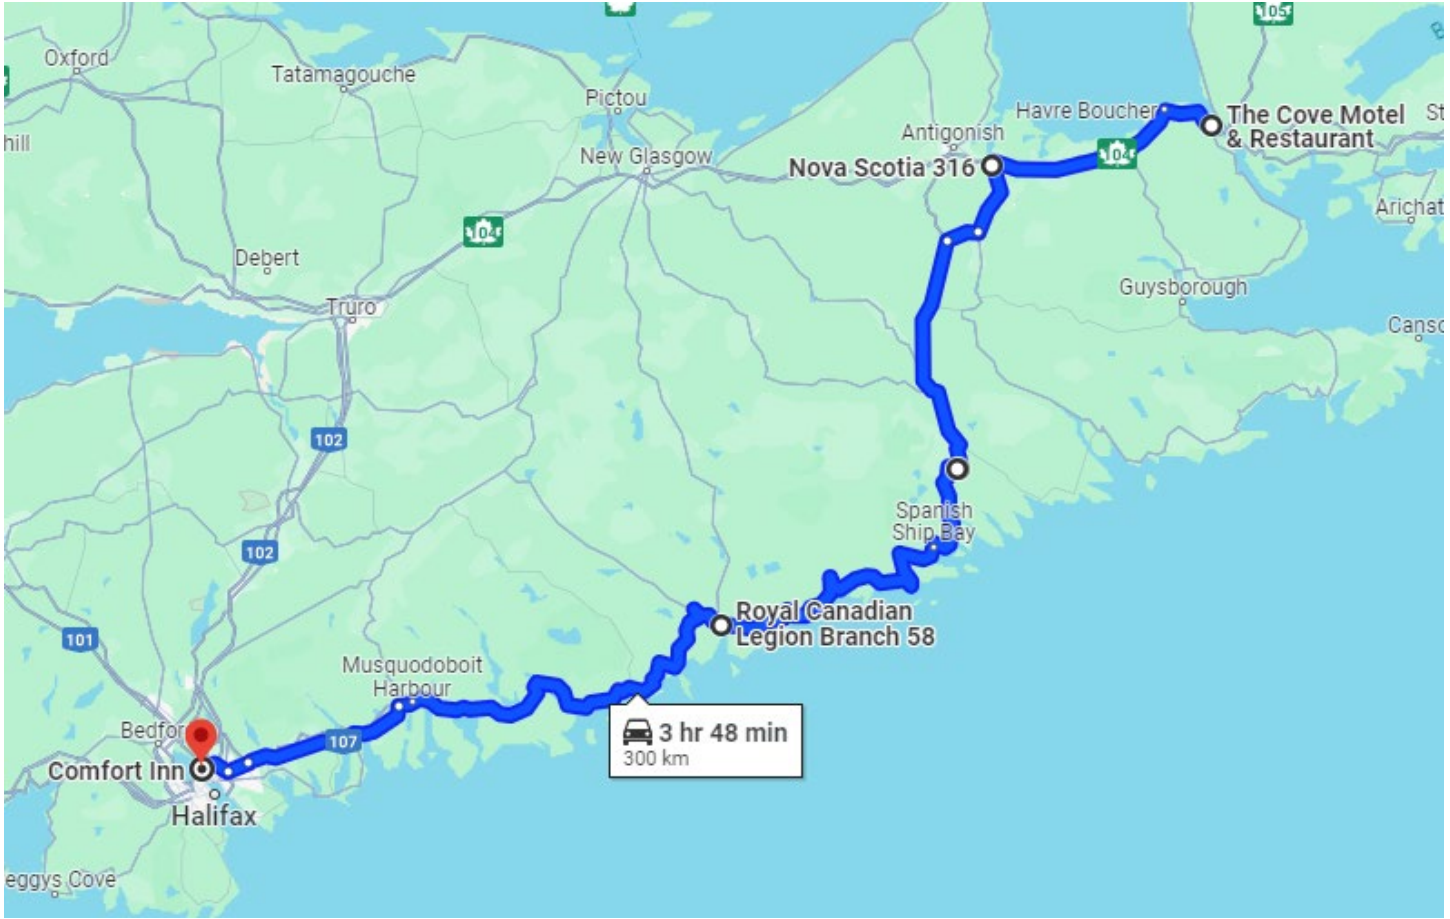 105
Oxford
Tatamagouche
Pictou
Havre Boucher
The Cove Motel
& Restaurant
St
hill
Antigonish
New Glasgow
104
Nova Scotia 316
104
Arichat
Debert
Guysborough
Truro
Canso
102
Spanish
Ship Bay
102
Royal Canadian
Legion Branch 58
101
Musquodoboit
Harbour
3 hr 48 min
300 km
Bedfor
107
Comfort Inn
Halifax
eggys Cove